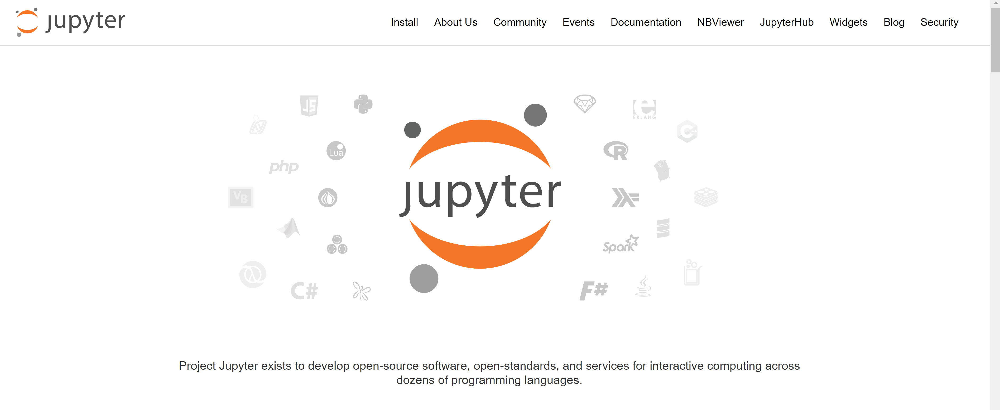 jupyter
Install About Us Community Events Documentation NBViewer JupyterHub Widgets Blog Security
JS
ERLANG
C++
Lua
R
php
jupyter
VB
Spark
C#
F#
Project Jupyter exists to develop open-source software, open-standards, and services for interactive computing across
dozens of programming languages.